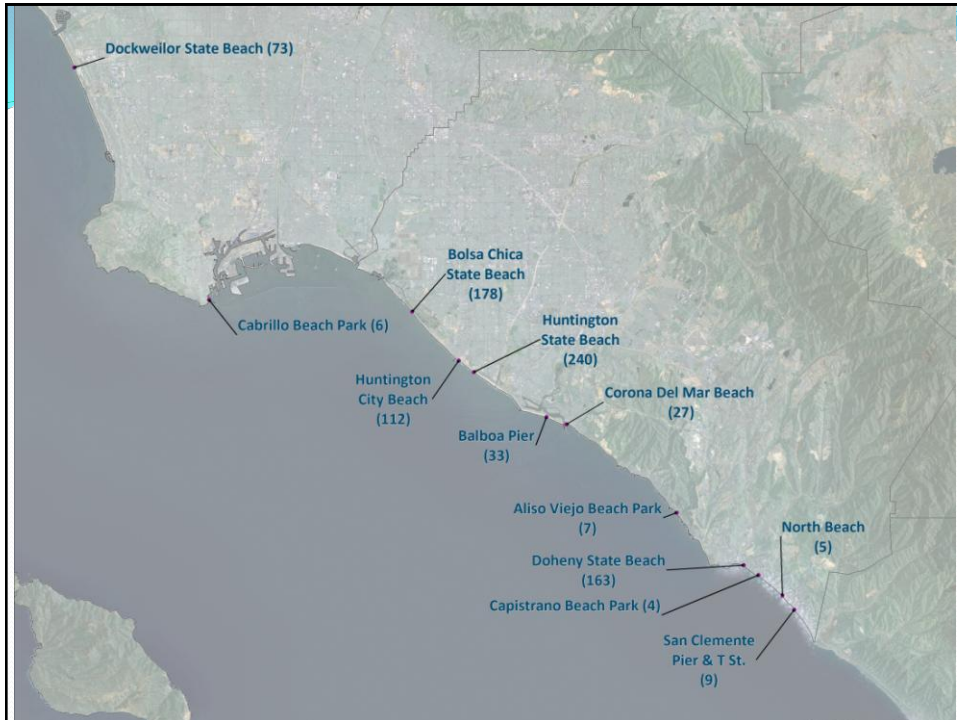 Dockweilor State Beach (73)
Bolsa Chica
State Beach
(178)
Cabrillo Beach Park (6)
Huntington
State Beach
(240)
Huntington
City Beach
(112)
Corona Del Mar Beach
(27)
Balboa Pier
(33)
Aliso Viejo Beach Park
(7)
North Beach
(5)
Doheny State Beach
(163)
Capistrano Beach Park (4)
San Clemente
Pier & T St.
(9)